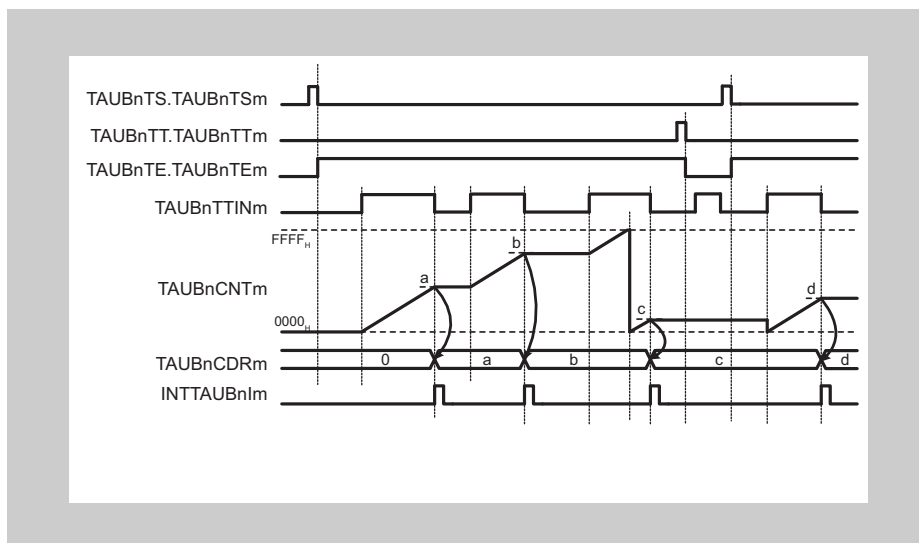 TAUBnTS.TAUBnTSm
TAUBnTT.TAUBnTTm
TAUBnTE.TAUBnTEm
TAUBnTTINm
FFFFH
b
a
d
TAUBnCNTm
c
0000H
TAUBnCDRm
0 a b c d
INTTAUBnIm